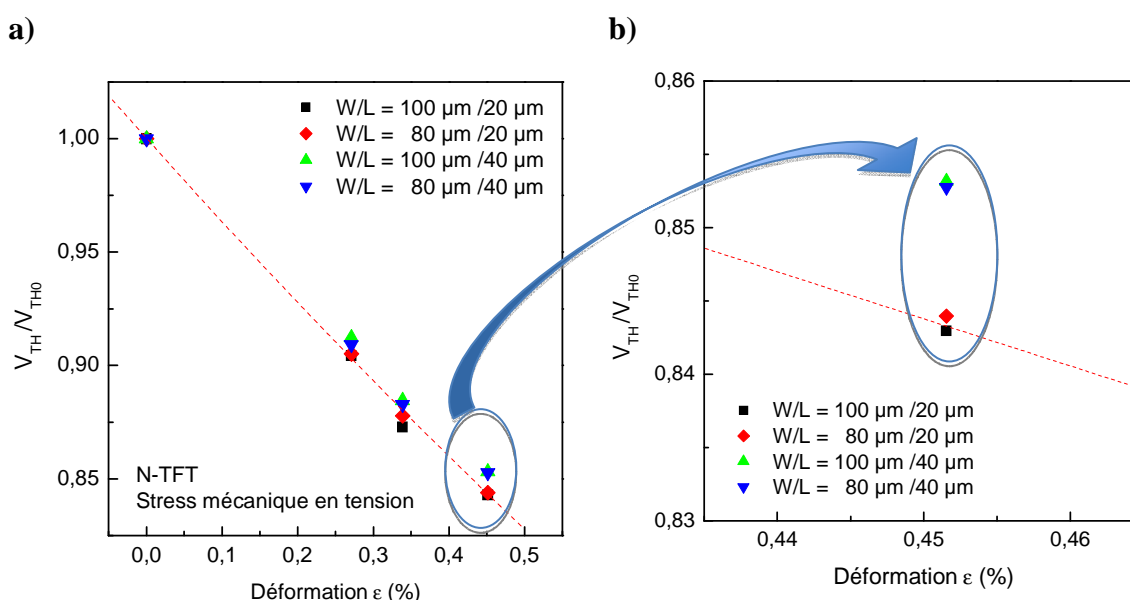 a)
W/L = 100 µm /20 µm
W/L = 80 µm /20 µm
W/L = 100 µm /40 µm
W/L = 80 µm /40 µm
1,00
0,95
0,90
0,85
V_TH/V_TH0
N-TFT
Stress mécanique en tension
0,0 0,1 0,2 0,3 0,4 0,5
Déformation ε (%)
b)
0,86
0,85
0,84
0,83
V_TH/V_TH0
W/L = 100 µm /20 µm
W/L = 80 µm /20 µm
W/L = 100 µm /40 µm
W/L = 80 µm /40 µm
0,44 0,45 0,46
Déformation ε (%)